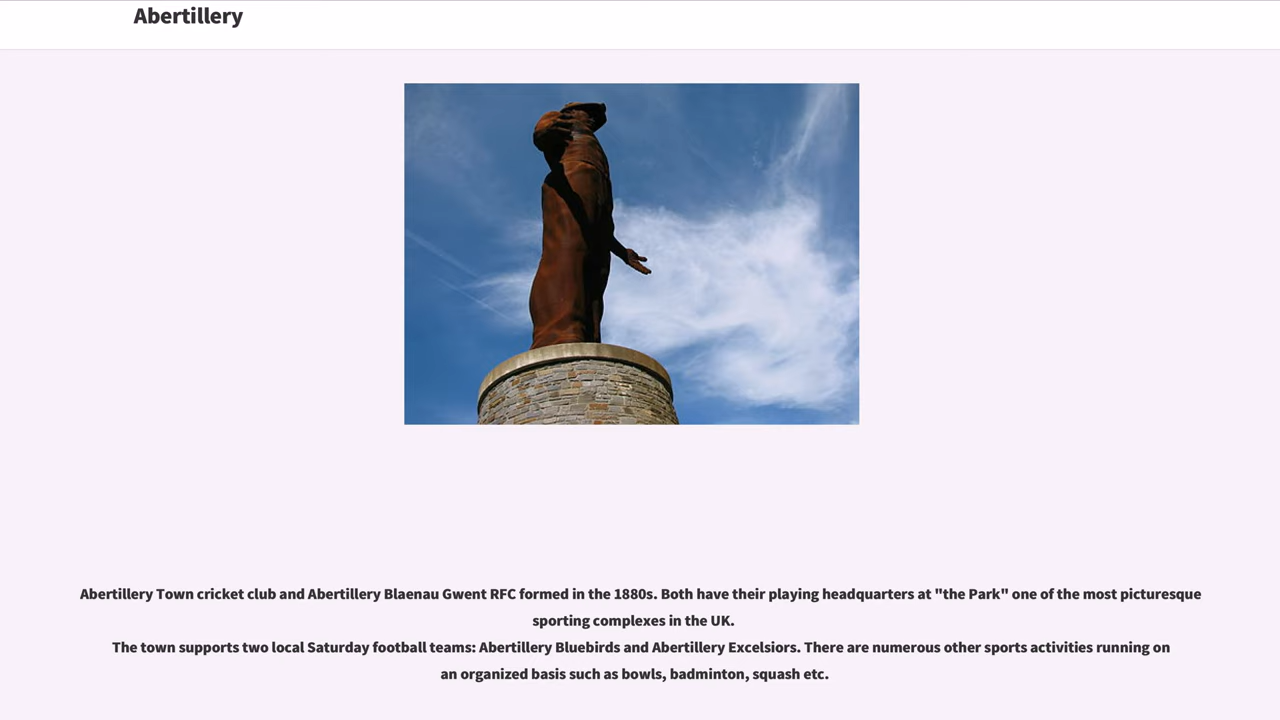 Abertillery
Abertillery Town cricket club and Abertillery Blaenau Gwent RFC formed in the 1880s. Both have their playing headquarters at "the Park" one of the most picturesque
sporting complexes in the UK.
The town supports two local Saturday football teams: Abertillery Bluebirds and Abertillery Excelsiors. There are numerous other sports activities running on
an organized basis such as bowls, badminton, squash etc.